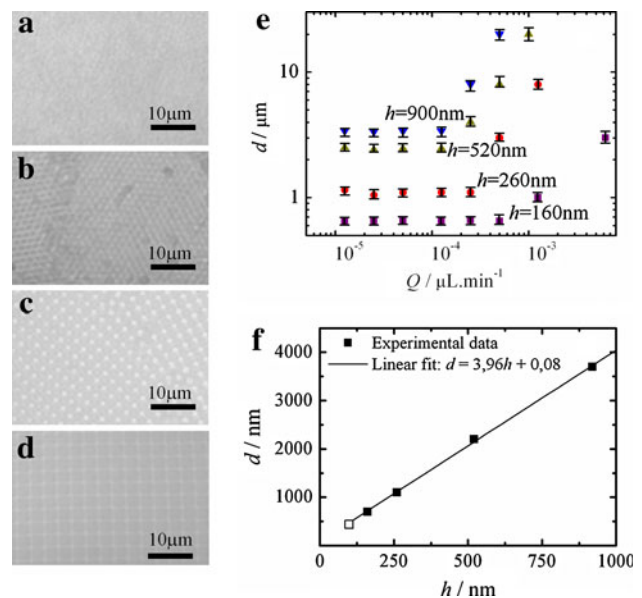 a
10μm
b
10μm
c
10μm
d
10μm
e
10
1
d / μm
h=900nm
h=520nm
h=260nm
h=160nm
10⁻⁵
10⁻⁴
10⁻³
Q / μL.min⁻¹
f
Experimental data
Linear fit: d = 3,96h + 0,08
4000
3000
2000
1000
d / nm
0
250
500
750
1000
h / nm